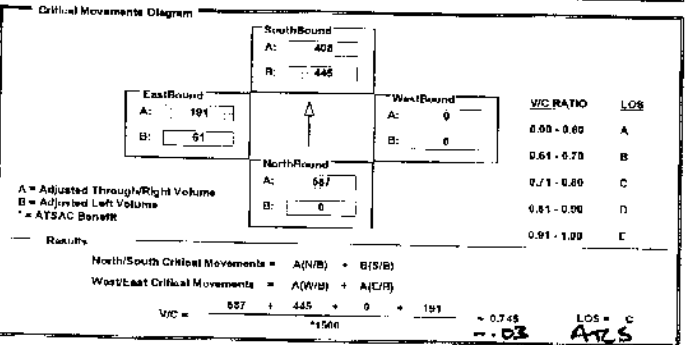 Critical Movements Diagram
SouthBound
A: 408
B: 445
EastBound
A: 191
B: 61
WestBound
A: 0
B: 0
NorthBound
A: 687
B: 0
V/C RATIO LOS
0.00 - 0.60 A
0.61 - 0.70 B
0.71 - 0.80 C
0.81 - 0.90 D
0.91 - 1.00 E
A = Adjusted Through/Right Volume
B = Adjusted Left Volume
* = ATSAC Benefit
Results
North/South Critical Movements = A(N/B) + B(S/B)
West/East Critical Movements = A(W/B) + A(E/B)
V/C = 687 + 445 + 0 + 191
*1500
= 0.745 LOS = C
-.03 ATCS